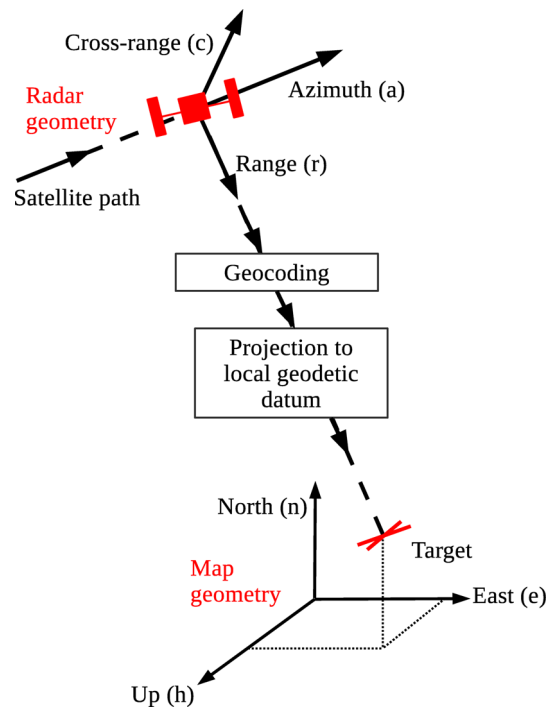 Cross-range (c)
Azimuth (a)
Radar
geometry
Range (r)
Satellite path
Geocoding
Projection to
local geodetic
datum
North (n)
Target
Map
geometry
East (e)
Up (h)